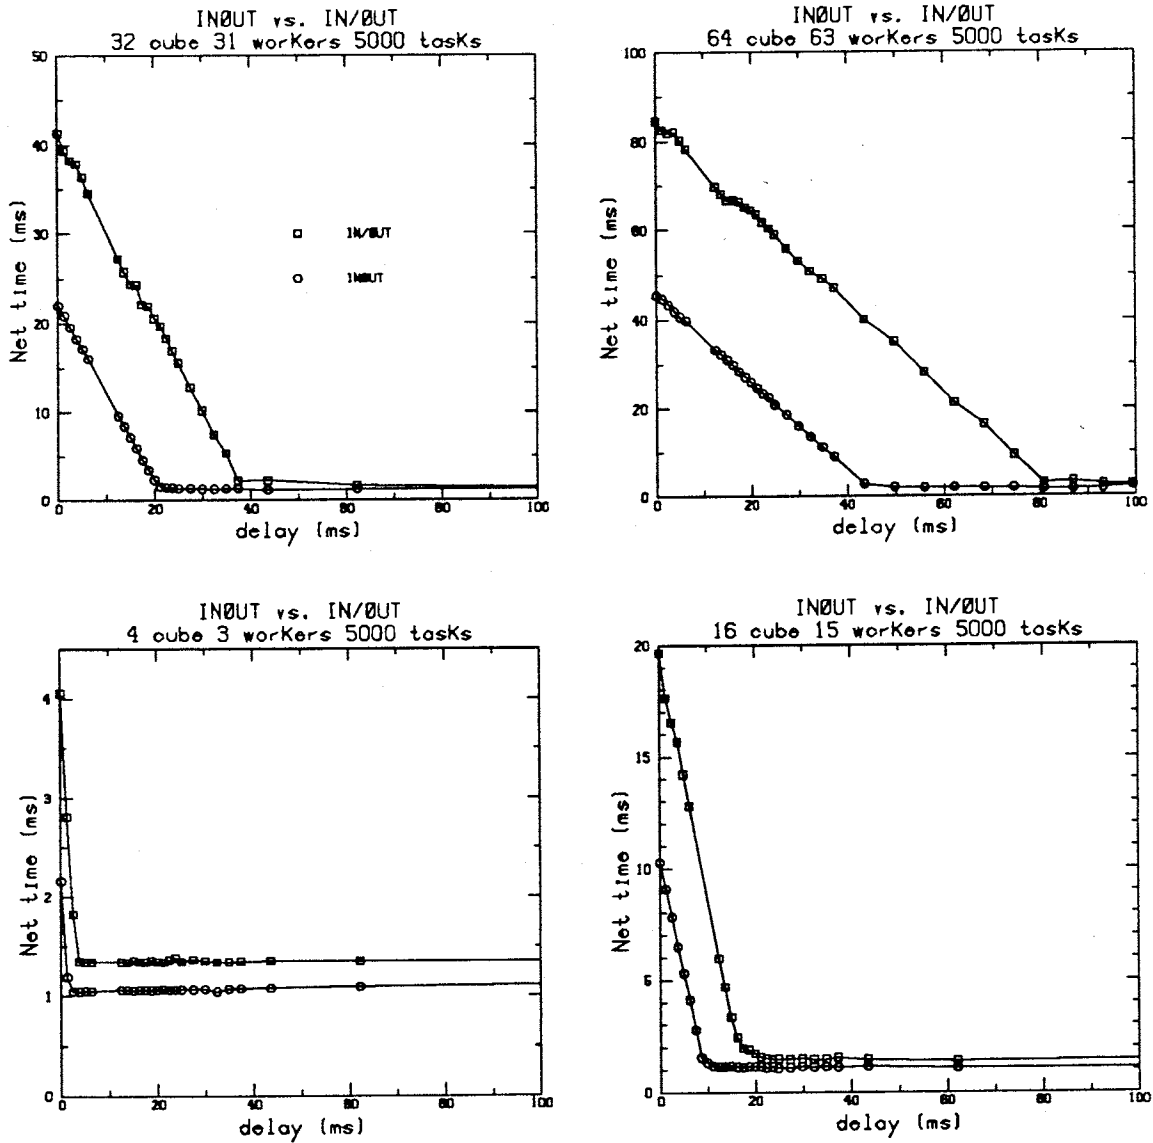 INØUT vs. IN/ØUT
32 cube 31 workers 5000 tasks
50
40
30
20
10
0
Net time (ms)
IN/ØUT
INØUT
0 20 40 60 80 100
delay (ms)
INØUT vs. IN/ØUT
64 cube 63 workers 5000 tasks
100
80
60
40
20
0
Net time (ms)
0 20 40 60 80 100
delay (ms)
INØUT vs. IN/ØUT
4 cube 3 workers 5000 tasks
4
3
2
1
0
Net time (ms)
0 20 40 60 80 100
delay (ms)
INØUT vs. IN/ØUT
16 cube 15 workers 5000 tasks
20
15
10
5
0
Net time (ms)
0 20 40 60 80 100
delay (ms)